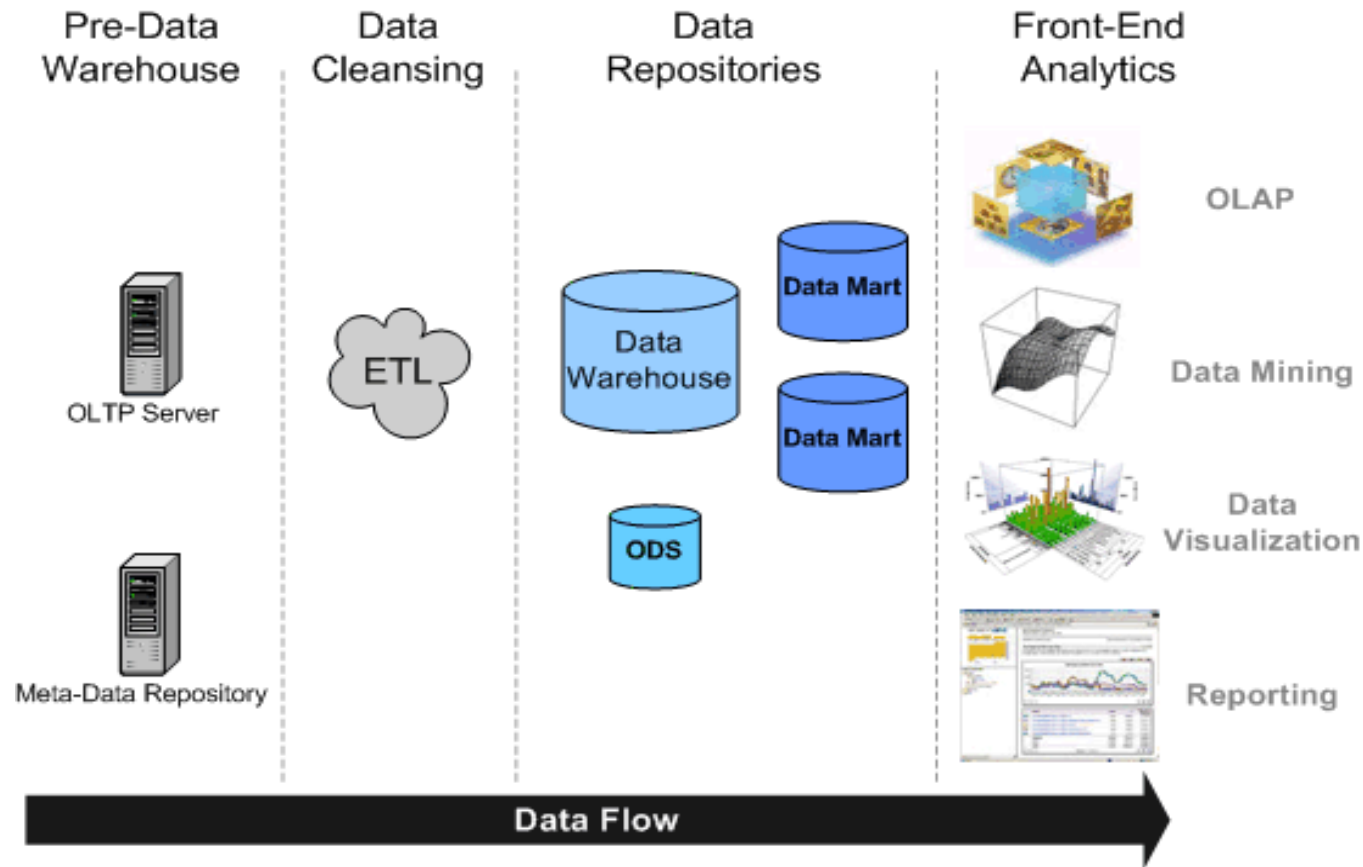 Pre-Data
Warehouse
Data
Cleansing
Data
Repositories
Front-End
Analytics
OLTP Server
Meta-Data Repository
ETL
Data
Warehouse
Data Mart
Data Mart
ODS
OLAP
Data Mining
Data
Visualization
Reporting
Data Flow